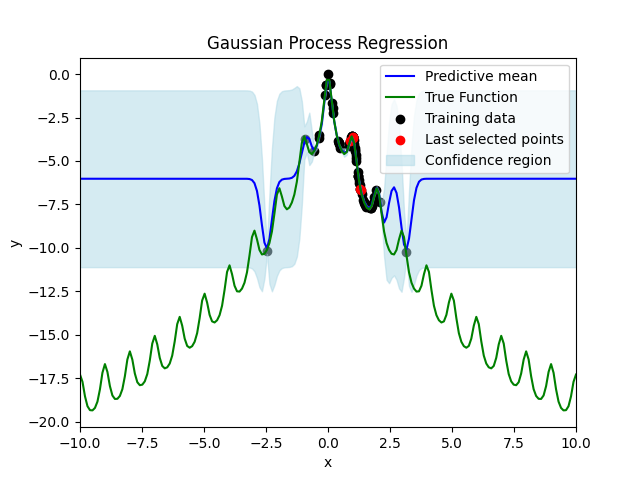 Gaussian Process Regression
Predictive mean
True Function
Training data
Last selected points
Confidence region
y
0.0
−2.5
−5.0
−7.5
−10.0
−12.5
−15.0
−17.5
−20.0
−10.0 −7.5 −5.0 −2.5 0.0 2.5 5.0 7.5 10.0
x